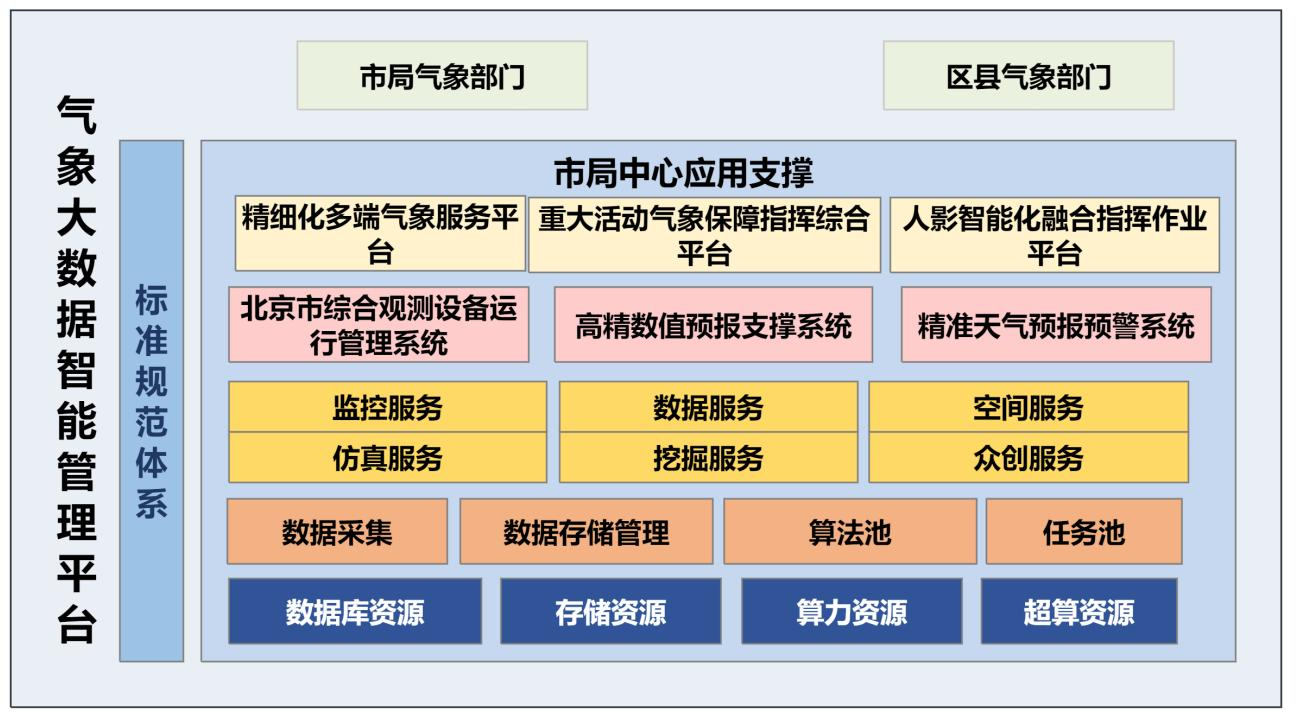 气象大数据智能管理平台
标准规范体系
市局气象部门
区县气象部门
市局中心应用支撑
精细化多端气象服务平
台
重大活动气象保障指挥综合
平台
人影智能化融合指挥作业
平台
北京市综合观测设备运
行管理系统
高精数值预报支撑系统
精准天气预报预警系统
监控服务
数据服务
空间服务
仿真服务
挖掘服务
众创服务
数据采集
数据存储管理
算法池
任务池
数据库资源
存储资源
算力资源
超算资源